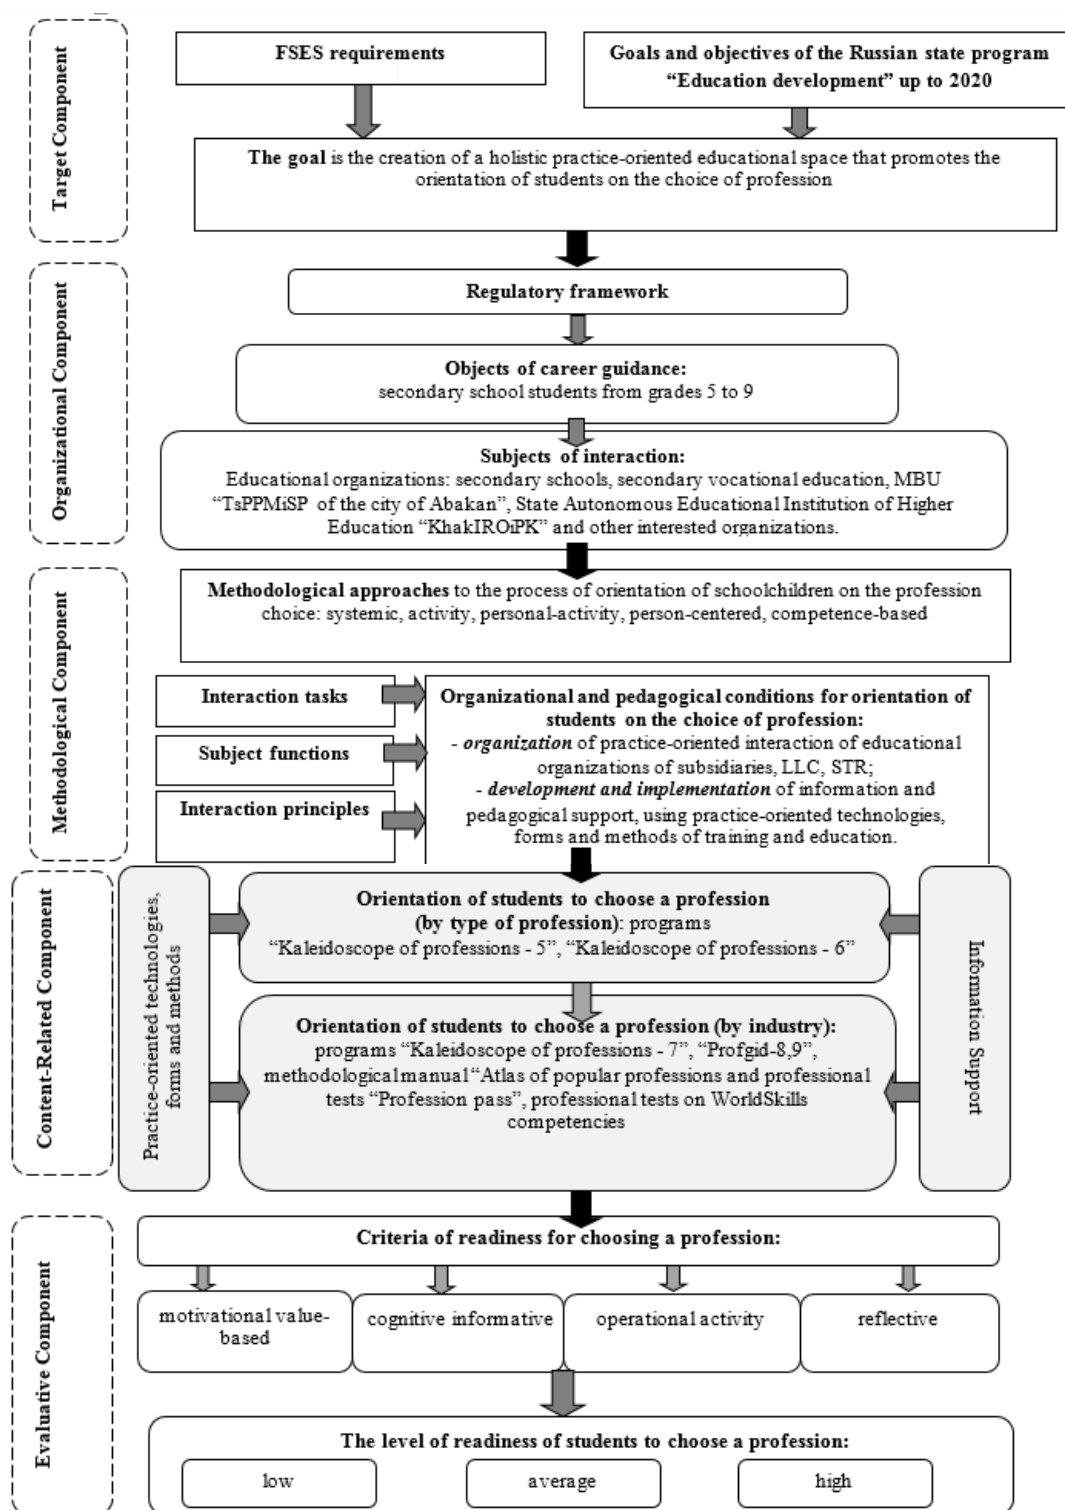 Target Component
FSES requirements
Goals and objectives of the Russian state program
“Education development” up to 2020
The goal is the creation of a holistic practice-oriented educational space that promotes the
orientation of students on the choice of profession
Organizational Component
Regulatory framework
Objects of career guidance:
secondary school students from grades 5 to 9
Subjects of interaction:
Educational organizations: secondary schools, secondary vocational education, MBU
“TsPPMiSP of the city of Abakan”, State Autonomous Educational Institution of Higher
Education “KhakIROiPK” and other interested organizations.
Methodological Component
Methodological approaches to the process of orientation of schoolchildren on the profession
choice: systemic, activity, personal-activity, person-centered, competence-based
Interaction tasks
Subject functions
Interaction principles
Organizational and pedagogical conditions for orientation of
students on the choice of profession:
- organization of practice-oriented interaction of educational
organizations of subsidiaries, LLC, STR;
- development and implementation of information and
pedagogical support, using practice-oriented technologies,
forms and methods of training and education.
Content-Related Component
Practice-oriented technologies,
forms and methods
Orientation of students to choose a profession
(by type of profession): programs
“Kaleidoscope of professions - 5”, “Kaleidoscope of professions - 6”
Orientation of students to choose a profession (by industry):
programs “Kaleidoscope of professions - 7”, “Profgid-8,9”,
methodological manual “Atlas of popular professions and professional
tests “Profession pass”, professional tests on WorldSkills
competencies
Information Support
Evaluative Component
Criteria of readiness for choosing a profession:
motivational value-
based
cognitive informative
operational activity
reflective
The level of readiness of students to choose a profession:
low
average
high